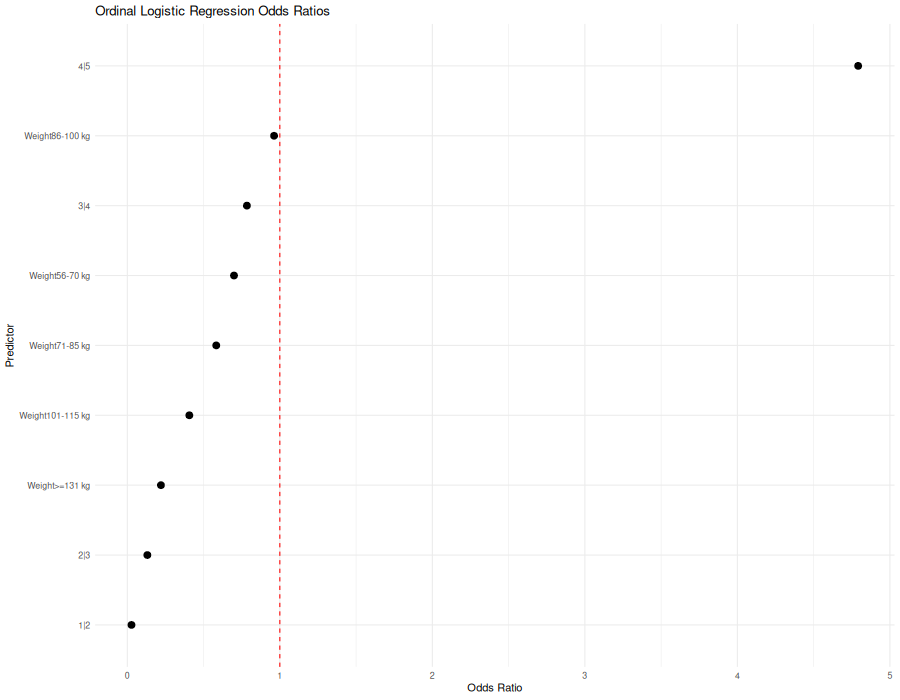 Ordinal Logistic Regression Odds Ratios
4|5
Weight86-100 kg
3|4
Weight56-70 kg
Weight71-85 kg
Weight101-115 kg
Weight>=131 kg
2|3
1|2
Predictor
0 1 2 3 4 5
Odds Ratio